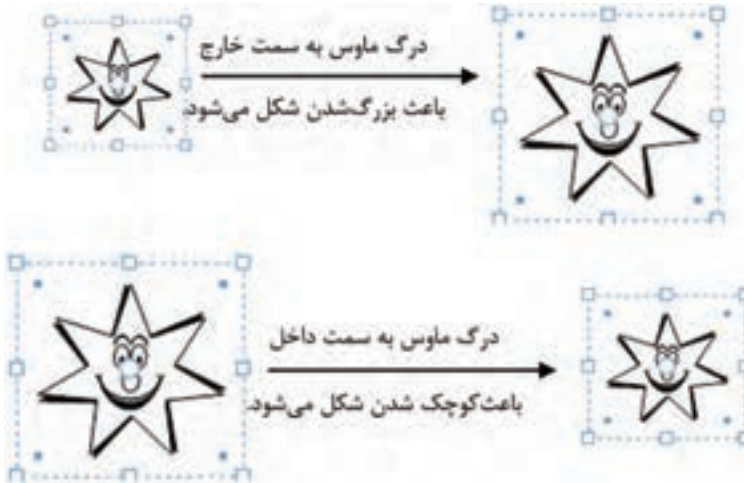 درگ ماوس به سمت خارج
باعث بزرگ‌شدن شکل می‌شود.
درگ ماوس به سمت داخل
باعث‌کوچک شدن شکل می‌شود.